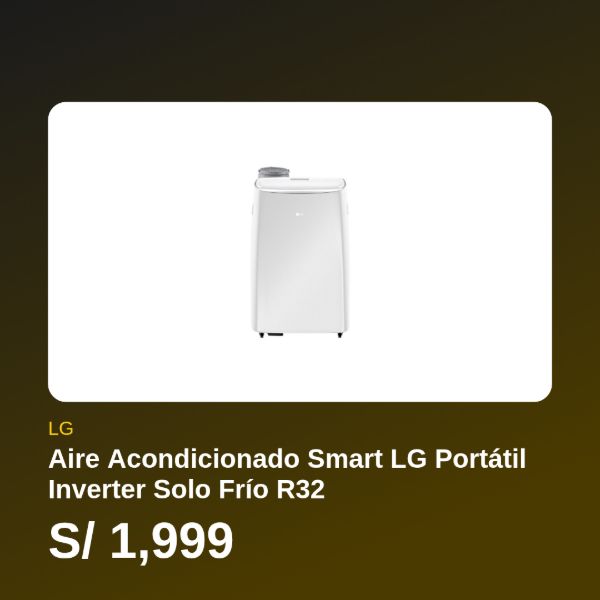 LG
Aire Acondicionado Smart LG Portátil
Inverter Solo Frío R32
S/ 1,999